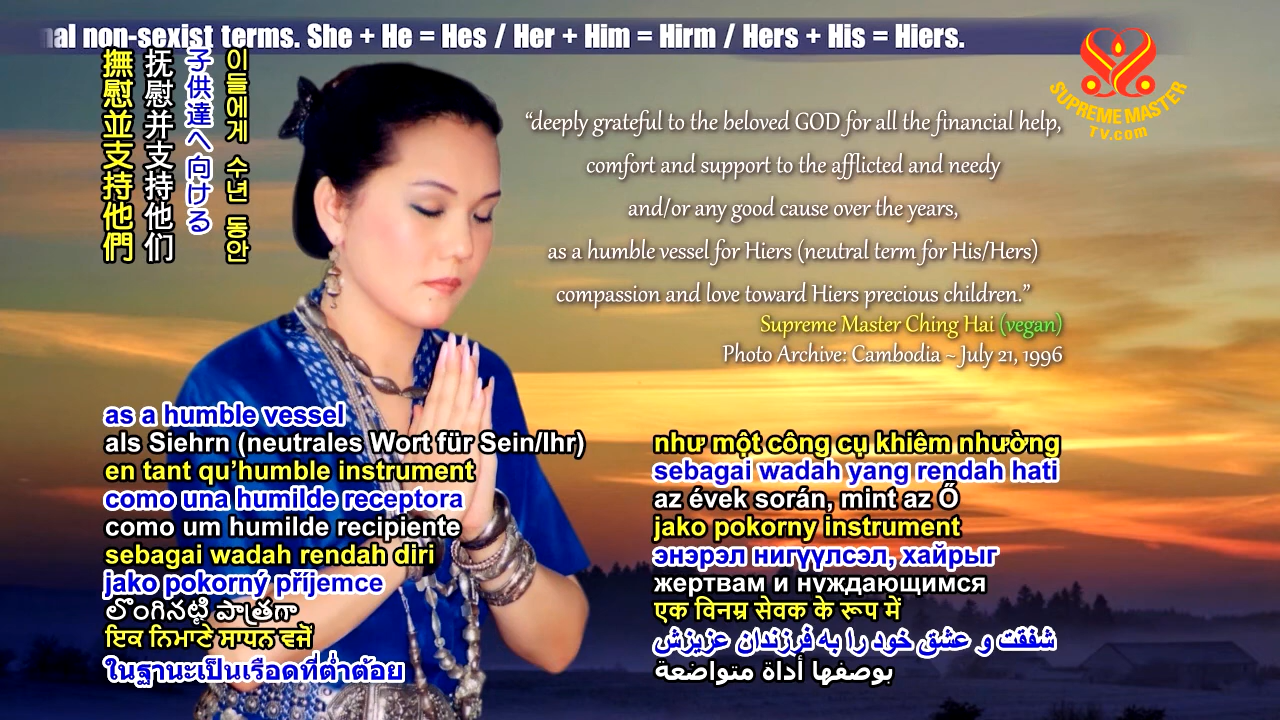 nal non-sexist terms. She + He = Hes / Her + Him = Hirm / Hers + His = Hiers.
SUPREME MASTER
TV.com
撫慰並支持他們
抚慰并支持他们
子供達へ向ける
이들에게 수년 동안
“deeply grateful to the beloved GOD for all the financial help,
comfort and support to the afflicted and needy
and/or any good cause over the years,
as a humble vessel for Hiers (neutral term for His/Hers)
compassion and love toward Hiers precious children.”
Supreme Master Ching Hai (vegan)
Photo Archive: Cambodia ~ July 21, 1996
as a humble vessel
als Siehrn (neutrales Wort für Sein/Ihr)
en tant qu’humble instrument
como una humilde receptora
como um humilde recipiente
sebagai wadah rendah diri
jako pokorný příjemce
లొంగినట్టి పాత్రగా
ਇਕ ਨਿਮਾਣੇ ਸਾਧਨ ਵਜੋਂ
ในฐานะเป็นเรือดที่ต่ำต้อย
như một công cụ khiêm nhường
sebagai wadah yang rendah hati
az évek során, mint az Ő
jako pokorny instrument
энэрэл нигүүлсэл, хайрыг
жертвам и нуждающимся
एक विनम्र सेवक के रूप में
شفقت و عشق خود را به فرزندان عزیزش
بوصفها أداة متواضعة